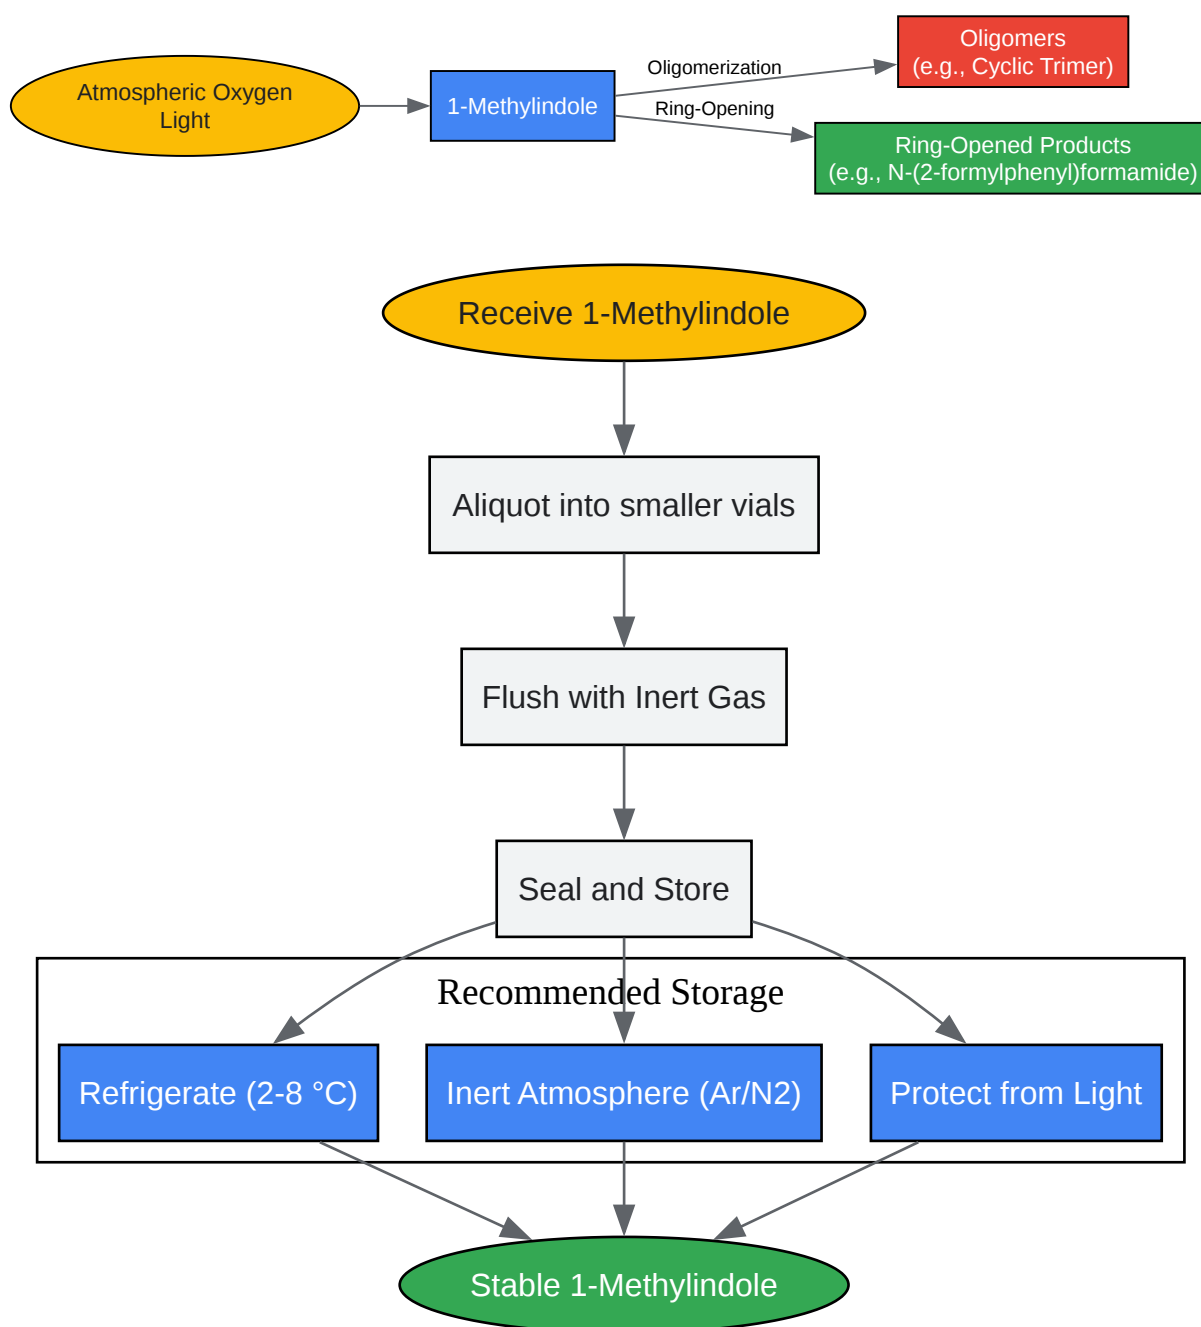 Atmospheric Oxygen
Light
1-Methylindole
Oligomerization
Ring-Opening
Oligomers
(e.g., Cyclic Trimer)
Ring-Opened Products
(e.g., N-(2-formylphenyl)formamide)
Receive 1-Methylindole
Aliquot into smaller vials
Flush with Inert Gas
Seal and Store
Recommended Storage
Refrigerate (2-8 °C)
Inert Atmosphere (Ar/N2)
Protect from Light
Stable 1-Methylindole